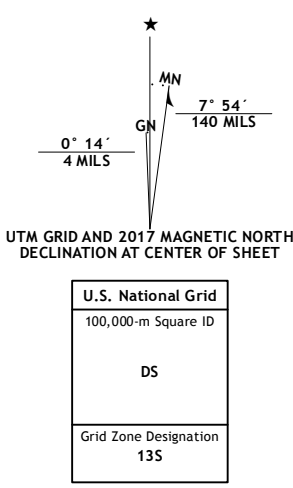 MN
GN
7° 54´
140 MILS
0° 14´
4 MILS
UTM GRID AND 2017 MAGNETIC NORTH
DECLINATION AT CENTER OF SHEET
U.S. National Grid
100,000-m Square ID
DS
Grid Zone Designation
13S